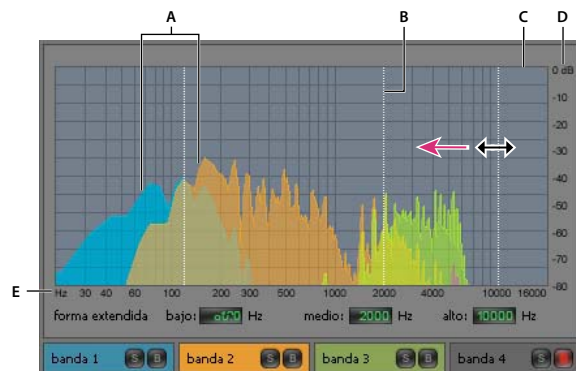 A B C D
0 dB
-10
-20
-30
-40
-50
-60
-70
-80
E
Hz 30 40 60 100 200 300 500 1000 2000 4000 10000 16000
forma extendida bajo: Hz medio: 2000 Hz alto: 10000 Hz
banda 1 S B banda 2 S B banda 3 S B banda 4 S